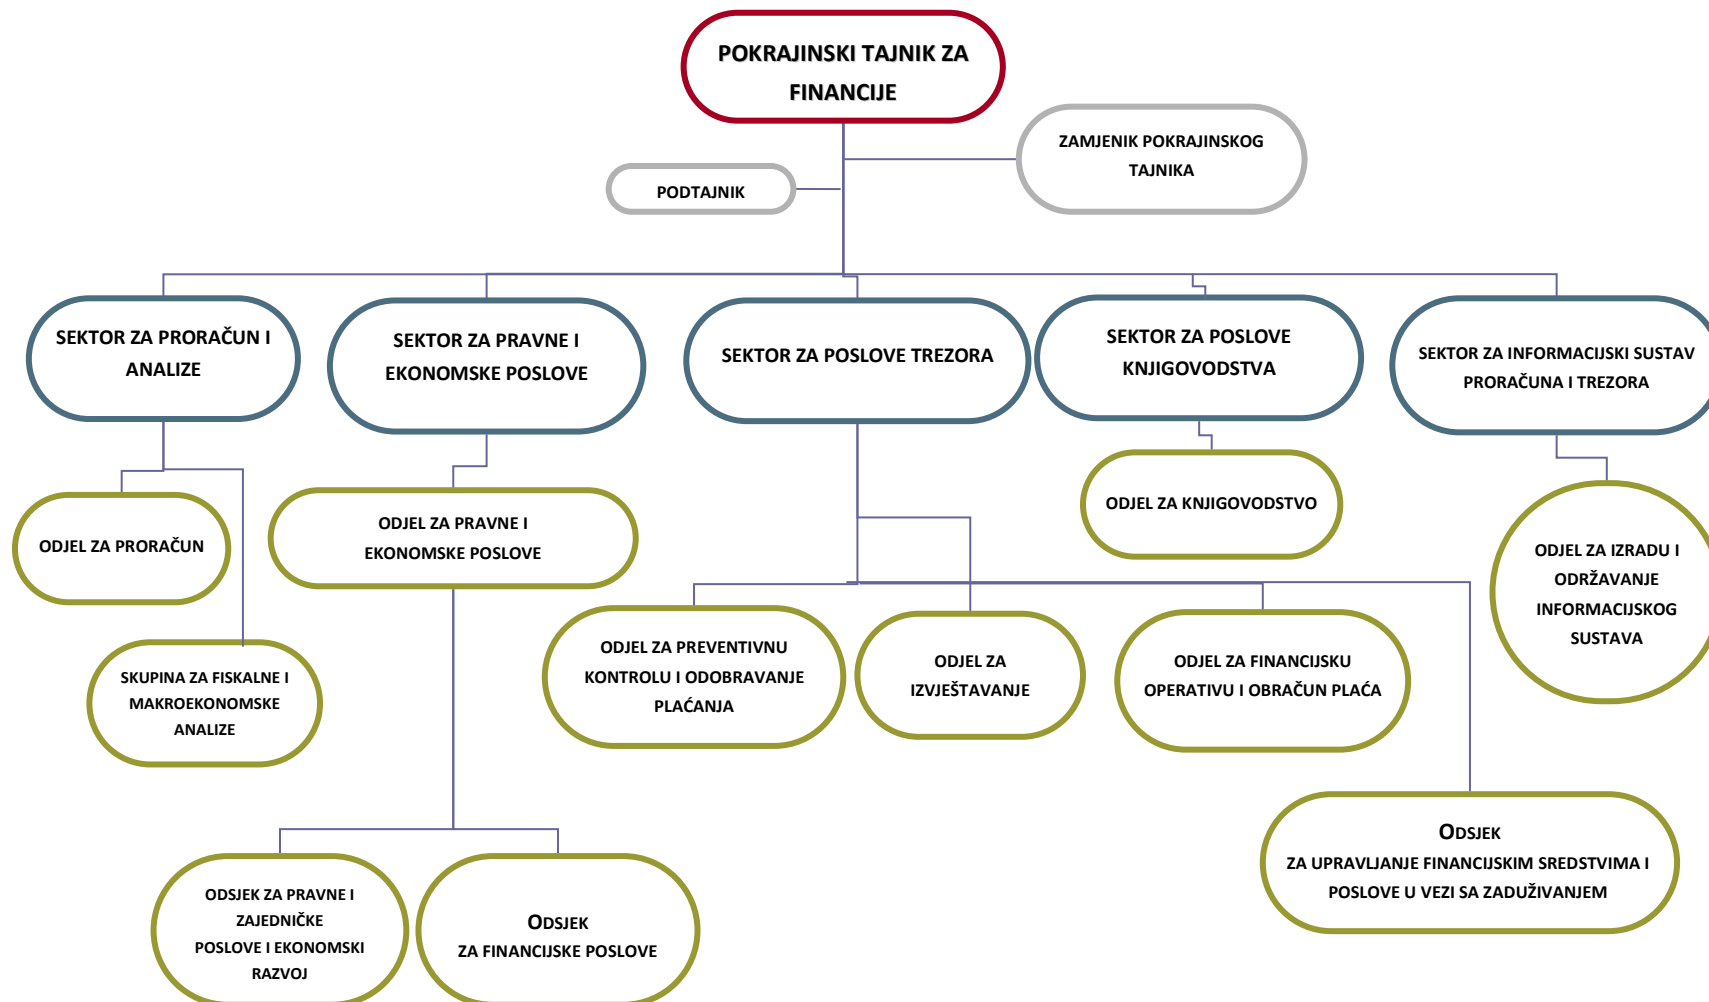 POKRAJINSKI TAJNIK ZA
FINANCIJE
ZAMJENIK POKRAJINSKOG
TAJNIKA
PODTAJNIK
SEKTOR ZA PRORAČUN I
ANALIZE
SEKTOR ZA PRAVNE I
EKONOMSKE POSLOVE
SEKTOR ZA POSLOVE TREZORA
SEKTOR ZA POSLOVE
KNJIGOVODSTVA
SEKTOR ZA INFORMACIJSKI SUSTAV
PRORAČUNA I TREZORA
ODJEL ZA PRORAČUN
ODJEL ZA PRAVNE I
EKONOMSKE POSLOVE
ODJEL ZA KNJIGOVODSTVO
ODJEL ZA IZRADU I
ODRŽAVANJE
INFORMACIJSKOG
SUSTAVA
SKUPINA ZA FISKALNE I
MAKROEKONOMSKE
ANALIZE
ODJEL ZA PREVENTIVNU
KONTROLU I ODOBRAVANJE
PLAĆANJA
ODJEL ZA
IZVJEŠTAVANJE
ODJEL ZA FINANCIJSKU
OPERATIVU I OBRAČUN PLAĆA
ODSJEK
ZA UPRAVLJANJE FINANCIJSKIM SREDSTVIMA I
POSLOVE U VEZI SA ZADUŽIVANJEM
ODSJEK ZA PRAVNE I
ZAJEDNIČKE
POSLOVE I EKONOMSKI
RAZVOJ
ODSJEK
ZA FINANCIJSKE POSLOVE